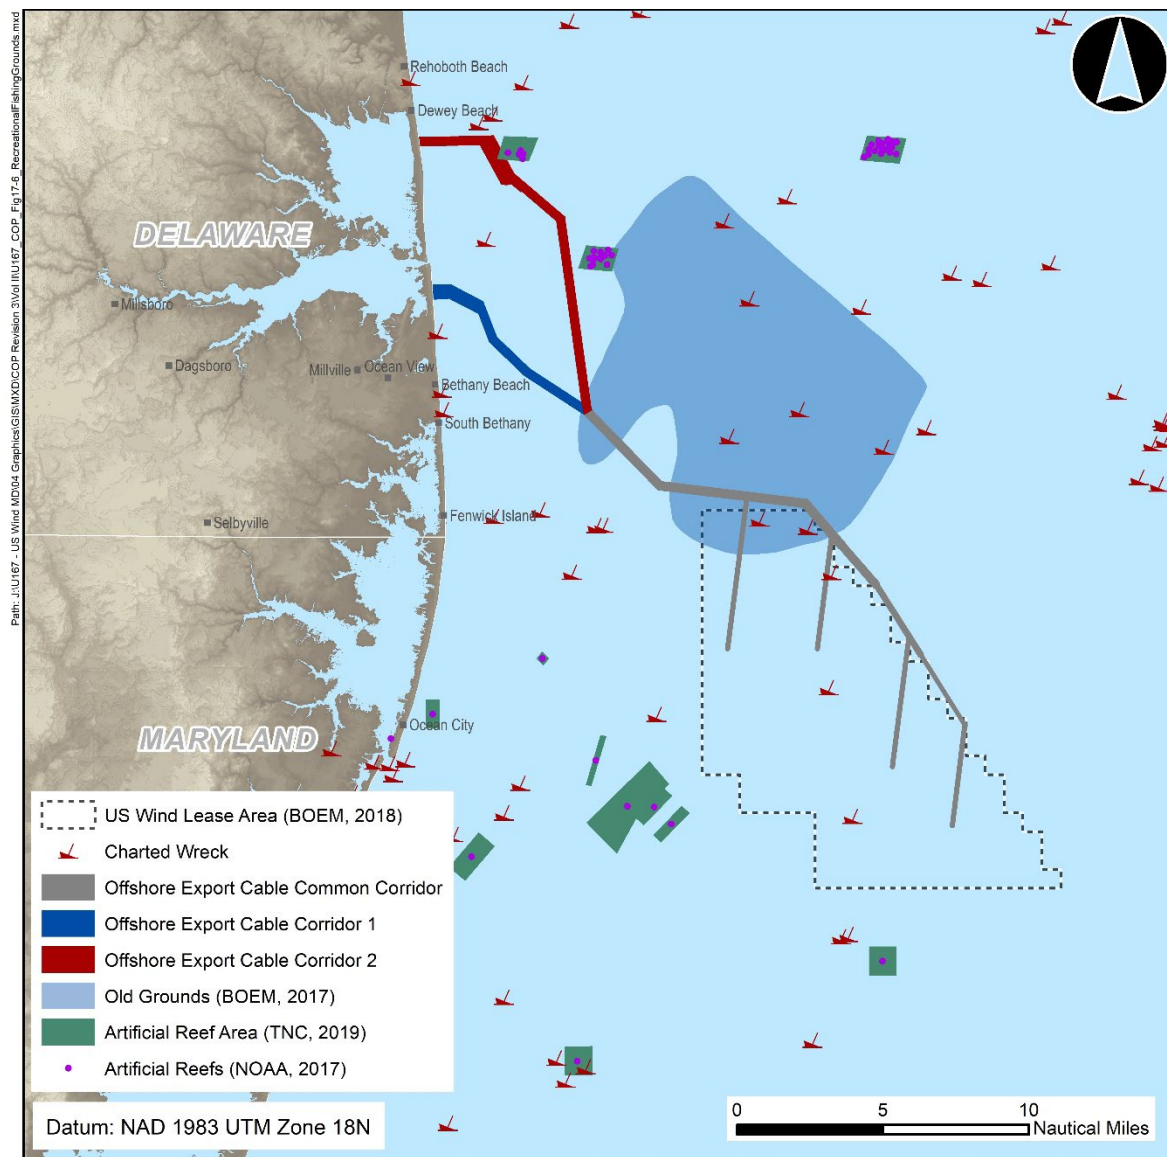 Path: J:\U167 - US Wind MD\04 Graphics\GIS\MXD\COP Revision 3\Vol II\U167_COP_Fig17-6_RecreationalFishingGrounds.mxd
Rehoboth Beach
Dewey Beach
DELAWARE
Millsboro
Dagsboro
Millville
Ocean View
Bethany Beach
South Bethany
Selbyville
Fenwick Island
MARYLAND
Ocean City
US Wind Lease Area (BOEM, 2018)
Charted Wreck
Offshore Export Cable Common Corridor
Offshore Export Cable Corridor 1
Offshore Export Cable Corridor 2
Old Grounds (BOEM, 2017)
Artificial Reef Area (TNC, 2019)
Artificial Reefs (NOAA, 2017)
Datum: NAD 1983 UTM Zone 18N
0 5 10
Nautical Miles